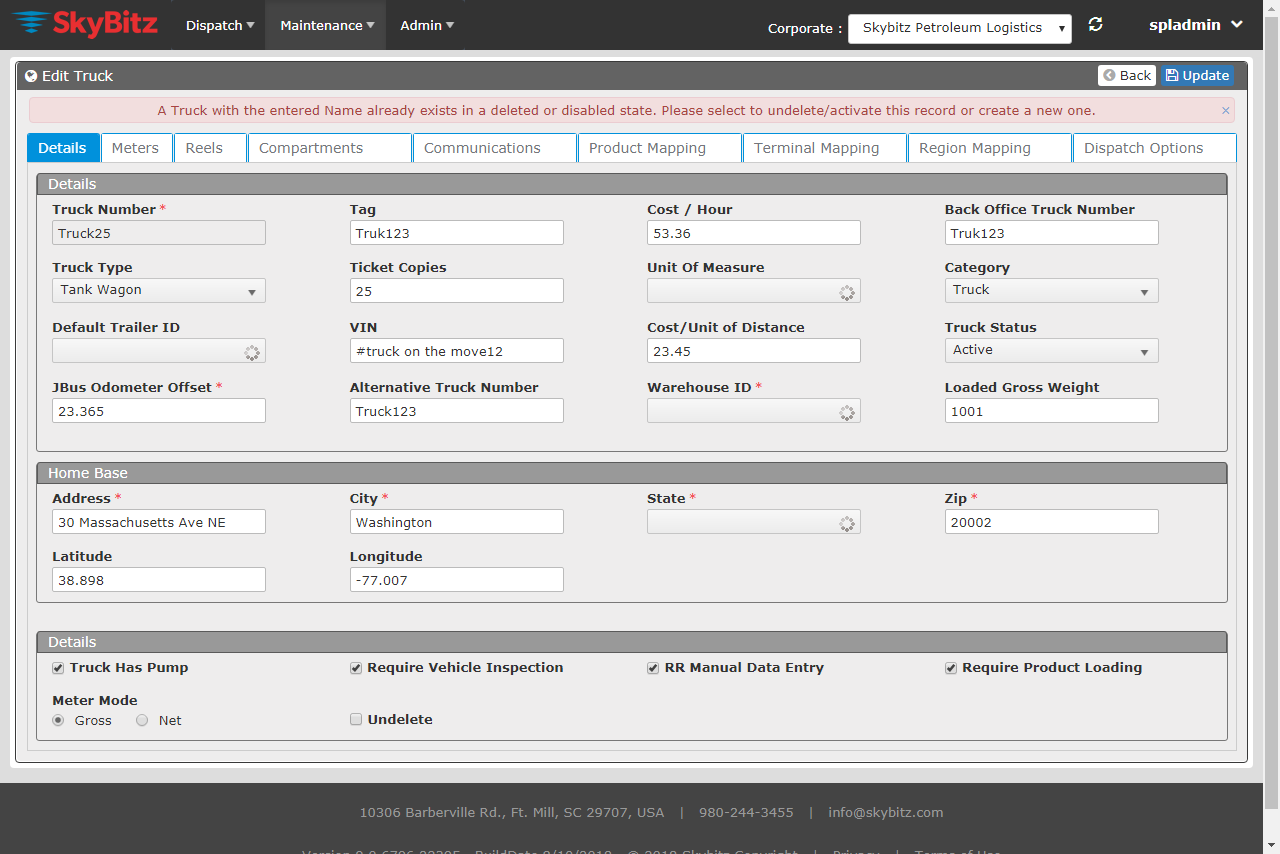 SkyBitz Dispatch Maintenance Admin Corporate : Skybitz Petroleum Logistics spladmin
Edit Truck Back Update
A Truck with the entered Name already exists in a deleted or disabled state. Please select to undelete/activate this record or create a new one. ×
Details Meters Reels Compartments Communications Product Mapping Terminal Mapping Region Mapping Dispatch Options
Details
Truck Number * Tag Cost / Hour Back Office Truck Number
Truck25 Truk123 53.36 Truk123
Truck Type Ticket Copies Unit Of Measure Category
Tank Wagon 25 Truck
Default Trailer ID VIN Cost/Unit of Distance Truck Status
#truck on the move12 23.45 Active
JBus Odometer Offset * Alternative Truck Number Warehouse ID * Loaded Gross Weight
23.365 Truck123 1001
Home Base
Address * City * State * Zip *
30 Massachusetts Ave NE Washington 20002
Latitude Longitude
38.898 -77.007
Details
Truck Has Pump Require Vehicle Inspection RR Manual Data Entry Require Product Loading
Meter Mode
Gross Net Undelete
10306 Barberville Rd., Ft. Mill, SC 29707, USA | 980-244-3455 | info@skybitz.com